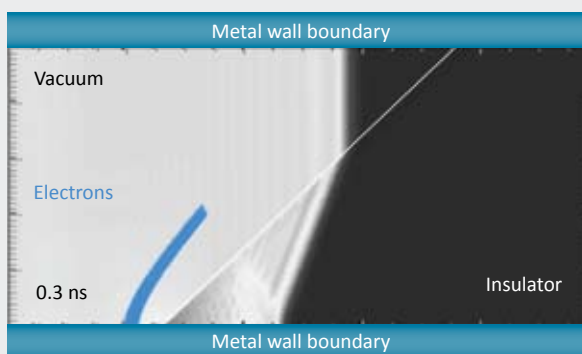 Metal wall boundary
Vacuum
Electrons
0.3 ns
Insulator
Metal wall boundary